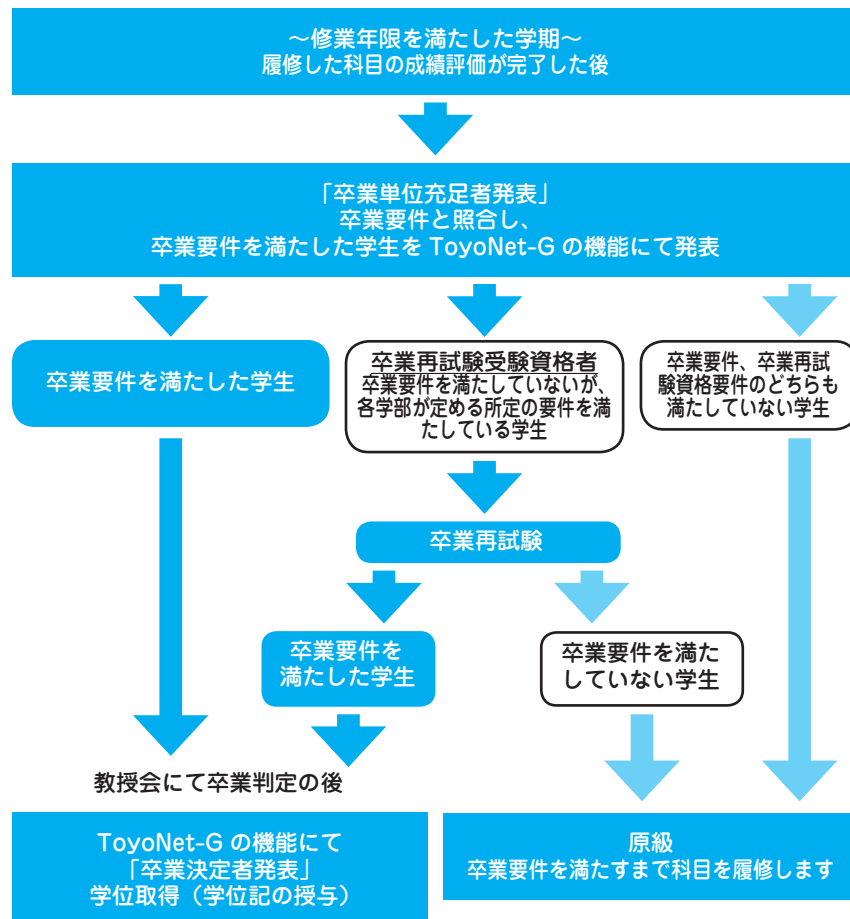 ～修業年限を満たした学期～
履修した科目の成績評価が完了した後
「卒業単位充足者発表」
卒業要件と照合し、
卒業要件を満たした学生を ToyoNet-G の機能にて発表
卒業要件を満たした学生
卒業再試験受験資格者
卒業要件を満たしていないが、
各学部が定める所定の要件を満
たしている学生
卒業要件、卒業再試
験資格要件のどちらも
満たしていない学生
卒業再試験
卒業要件を
満たした学生
卒業要件を満た
していない学生
教授会にて卒業判定の後
ToyoNet-G の機能にて
「卒業決定者発表」
学位取得（学位記の授与）
原級
卒業要件を満たすまで科目を履修します